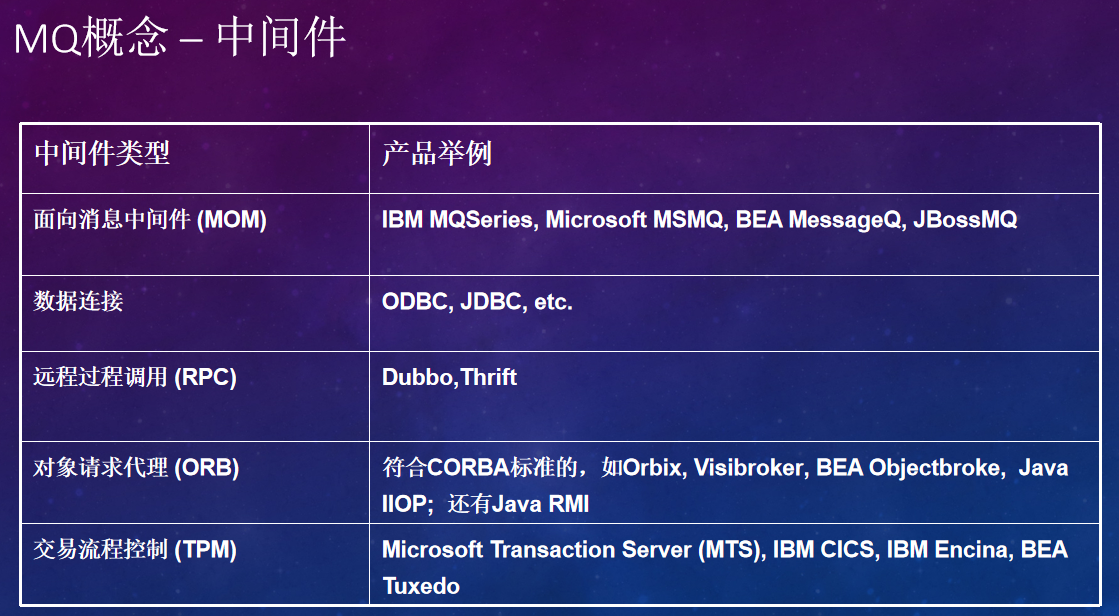 MQ概念 – 中间件
中间件类型
产品举例
面向消息中间件 (MOM)
IBM MQSeries, Microsoft MSMQ, BEA MessageQ, JBossMQ
数据连接
ODBC, JDBC, etc.
远程过程调用 (RPC)
Dubbo,Thrift
对象请求代理 (ORB)
符合CORBA标准的，如Orbix, Visibroker, BEA Objectbroke, Java
IIOP；还有Java RMI
交易流程控制 (TPM)
Microsoft Transaction Server (MTS), IBM CICS, IBM Encina, BEA
Tuxedo